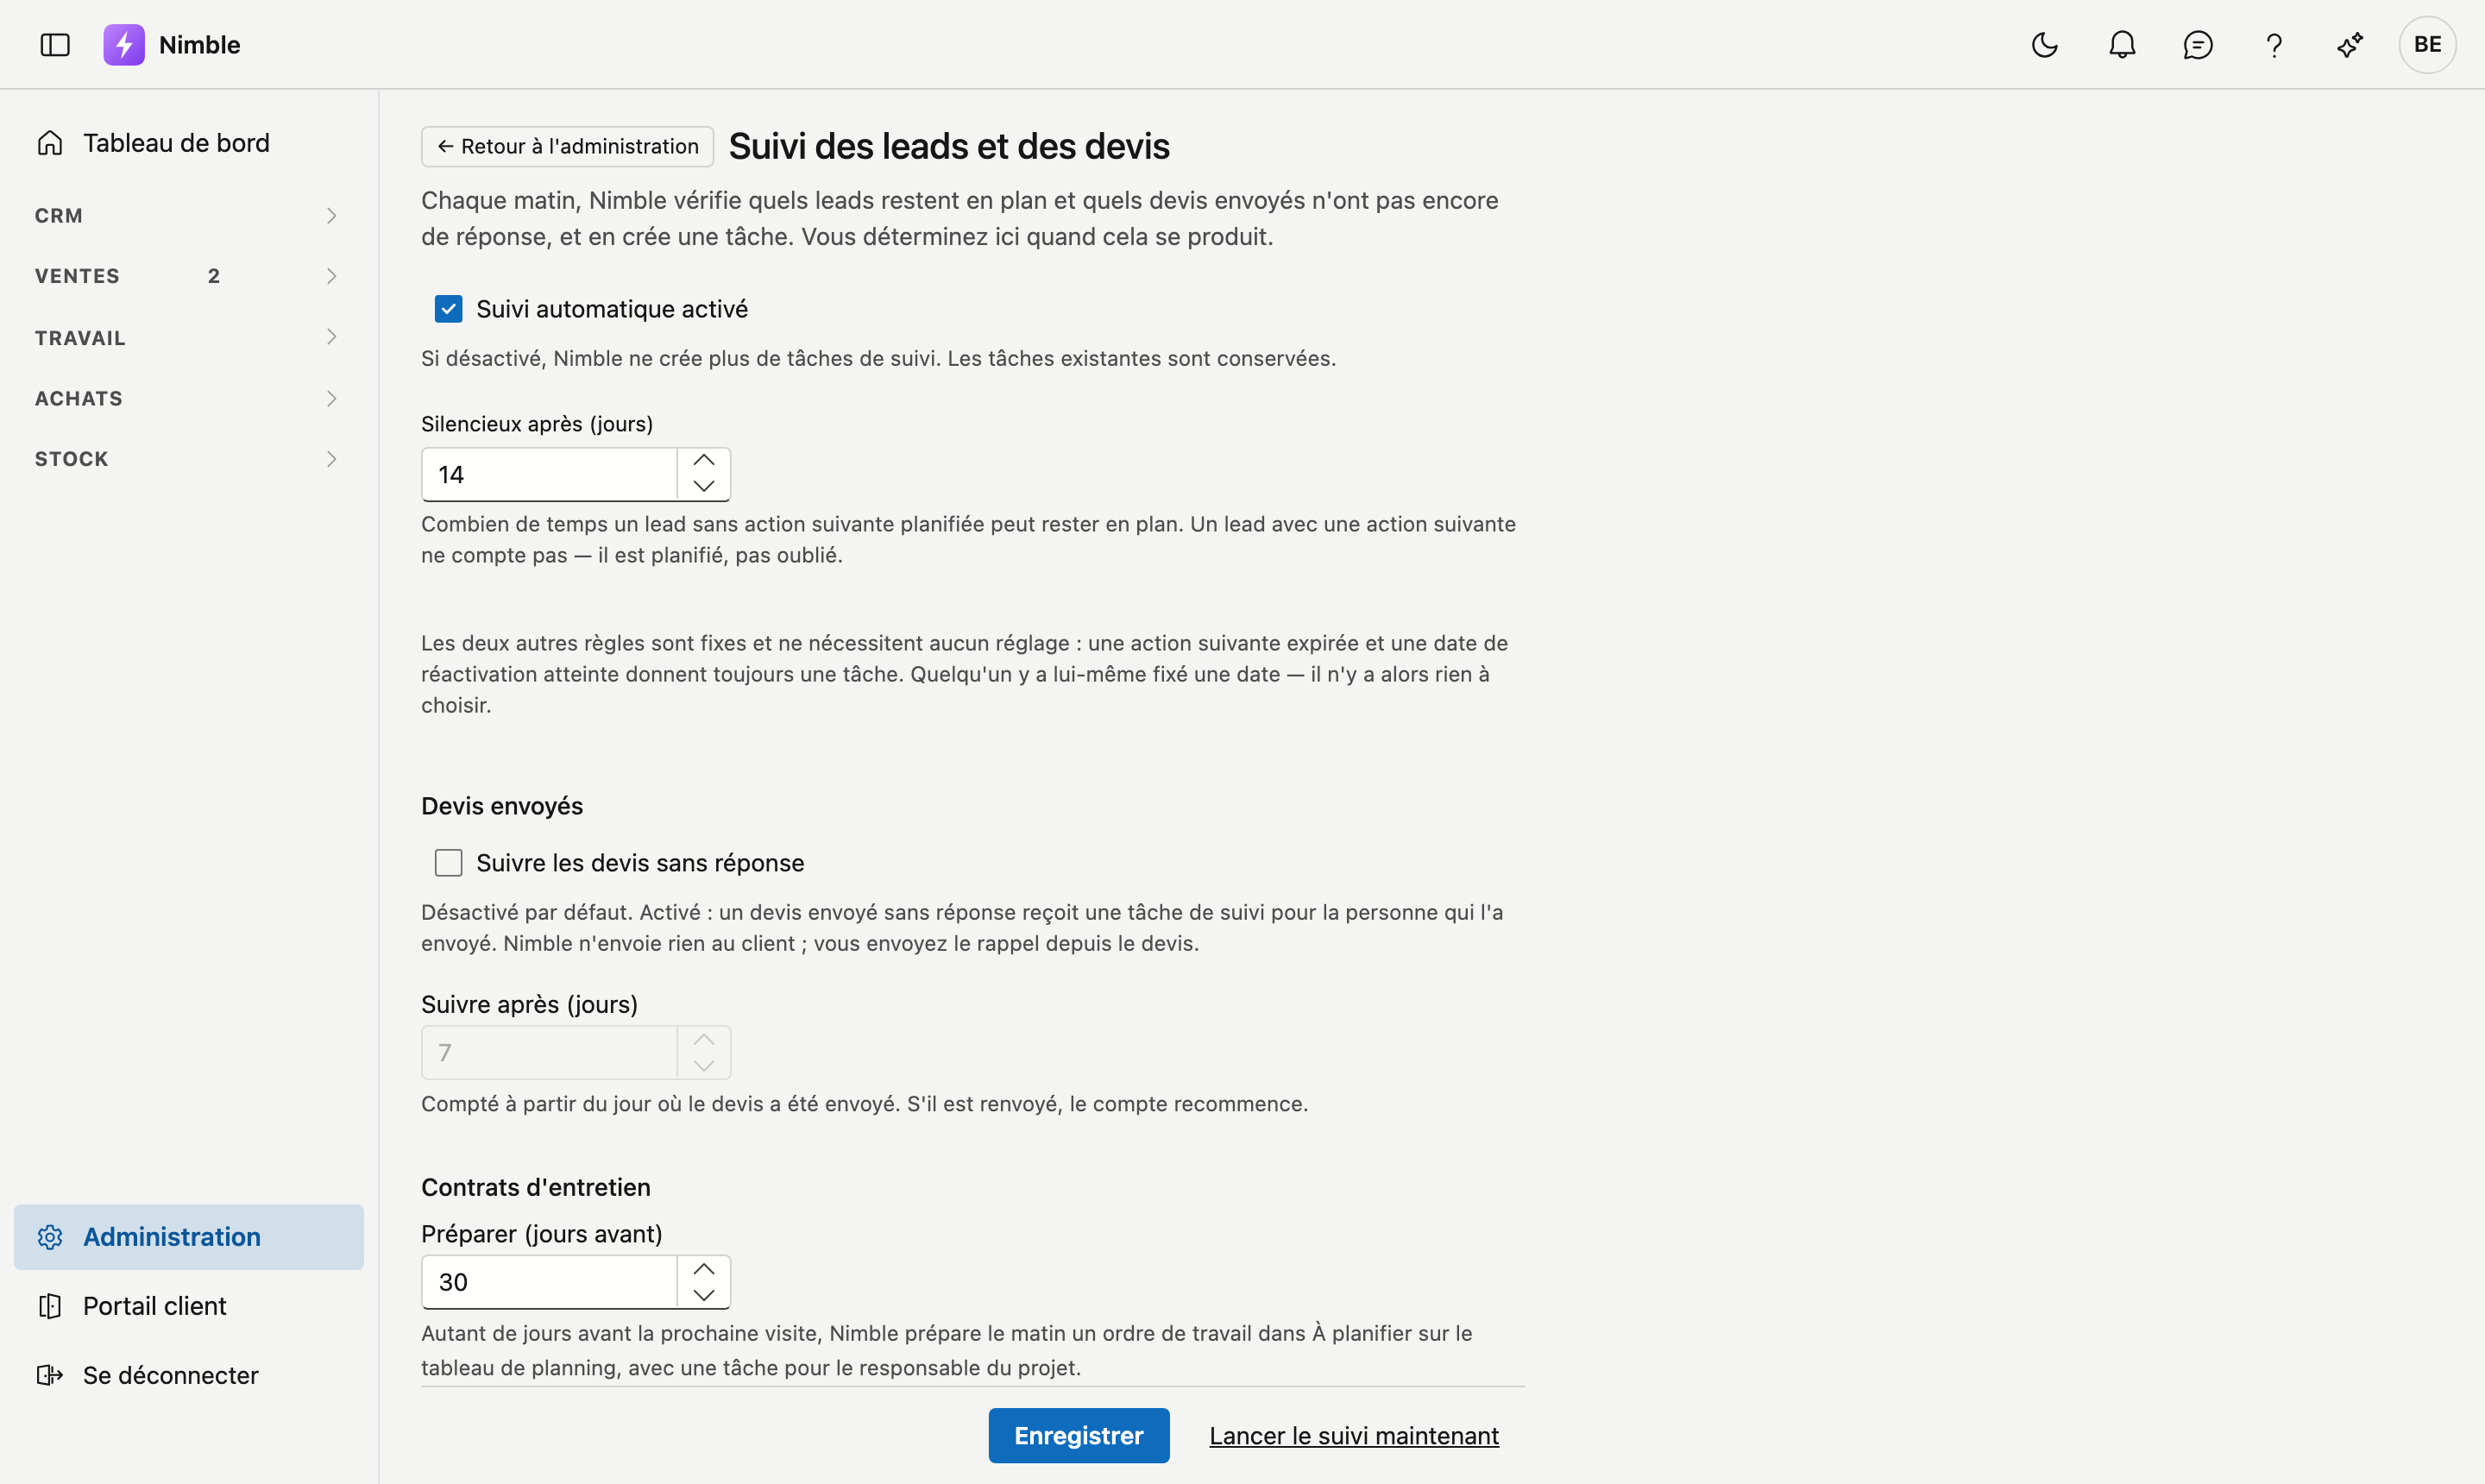 Nimble
BE
Tableau de bord
CRM
VENTES 2
TRAVAIL
ACHATS
STOCK
Administration
Portail client
Se déconnecter
← Retour à l'administration
Suivi des leads et des devis
Chaque matin, Nimble vérifie quels leads restent en plan et quels devis envoyés n'ont pas encore
de réponse, et en crée une tâche. Vous déterminez ici quand cela se produit.
Suivi automatique activé
Si désactivé, Nimble ne crée plus de tâches de suivi. Les tâches existantes sont conservées.
Silencieux après (jours)
14
Combien de temps un lead sans action suivante planifiée peut rester en plan. Un lead avec une action suivante
ne compte pas — il est planifié, pas oublié.
Les deux autres règles sont fixes et ne nécessitent aucun réglage : une action suivante expirée et une date de
réactivation atteinte donnent toujours une tâche. Quelqu'un y a lui-même fixé une date — il n'y a alors rien à
choisir.
Devis envoyés
Suivre les devis sans réponse
Désactivé par défaut. Activé : un devis envoyé sans réponse reçoit une tâche de suivi pour la personne qui l'a
envoyé. Nimble n'envoie rien au client ; vous envoyez le rappel depuis le devis.
Suivre après (jours)
7
Compté à partir du jour où le devis a été envoyé. S'il est renvoyé, le compte recommence.
Contrats d'entretien
Préparer (jours avant)
30
Autant de jours avant la prochaine visite, Nimble prépare le matin un ordre de travail dans À planifier sur le
tableau de planning, avec une tâche pour le responsable du projet.
Enregistrer
Lancer le suivi maintenant